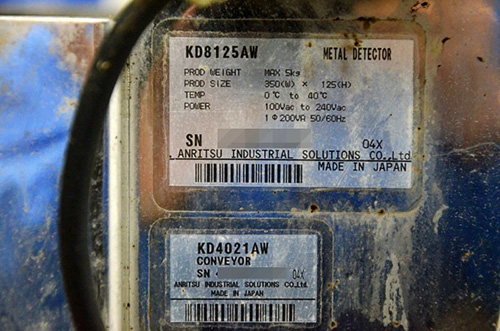 KD8125AW METAL DETECTOR
PROD WEIGHT MAX.5kg
PROD SIZE 350(W) × 125(H)
TEMP 0℃ to 40℃
POWER 100Vac to 240Vac
1Φ200VA 50/60Hz
SN 04X
ANRITSU INDUSTRIAL SOLUTIONS CO.,Ltd
MADE IN JAPAN
KD4021AW
CONVEYOR
SN 04X
ANRITSU INDUSTRIAL SOLUTIONS CO.,Ltd.
MADE IN JAPAN